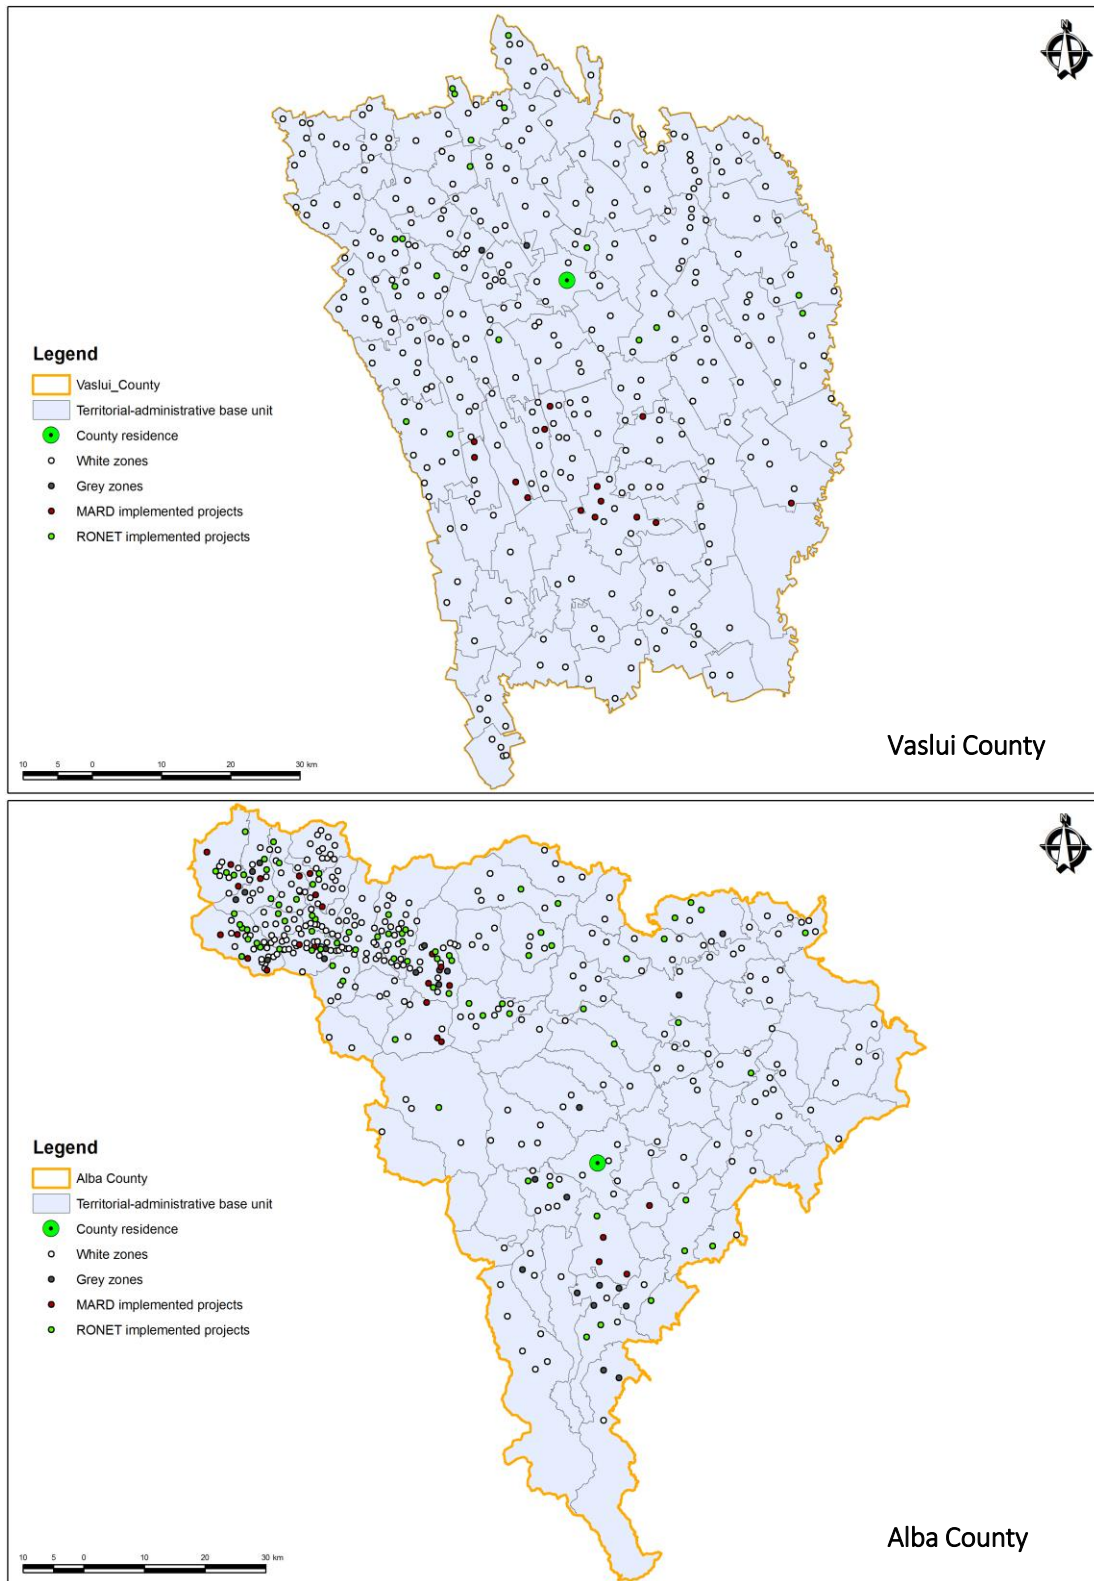 N
Legend
Vaslui_County
Territorial-administrative base unit
County residence
White zones
Grey zones
MARD implemented projects
RONET implemented projects
Vaslui County
10 5 0 10 20 30 km
N
Legend
Alba County
Territorial-administrative base unit
County residence
White zones
Grey zones
MARD implemented projects
RONET implemented projects
Alba County
10 5 0 10 20 30 km